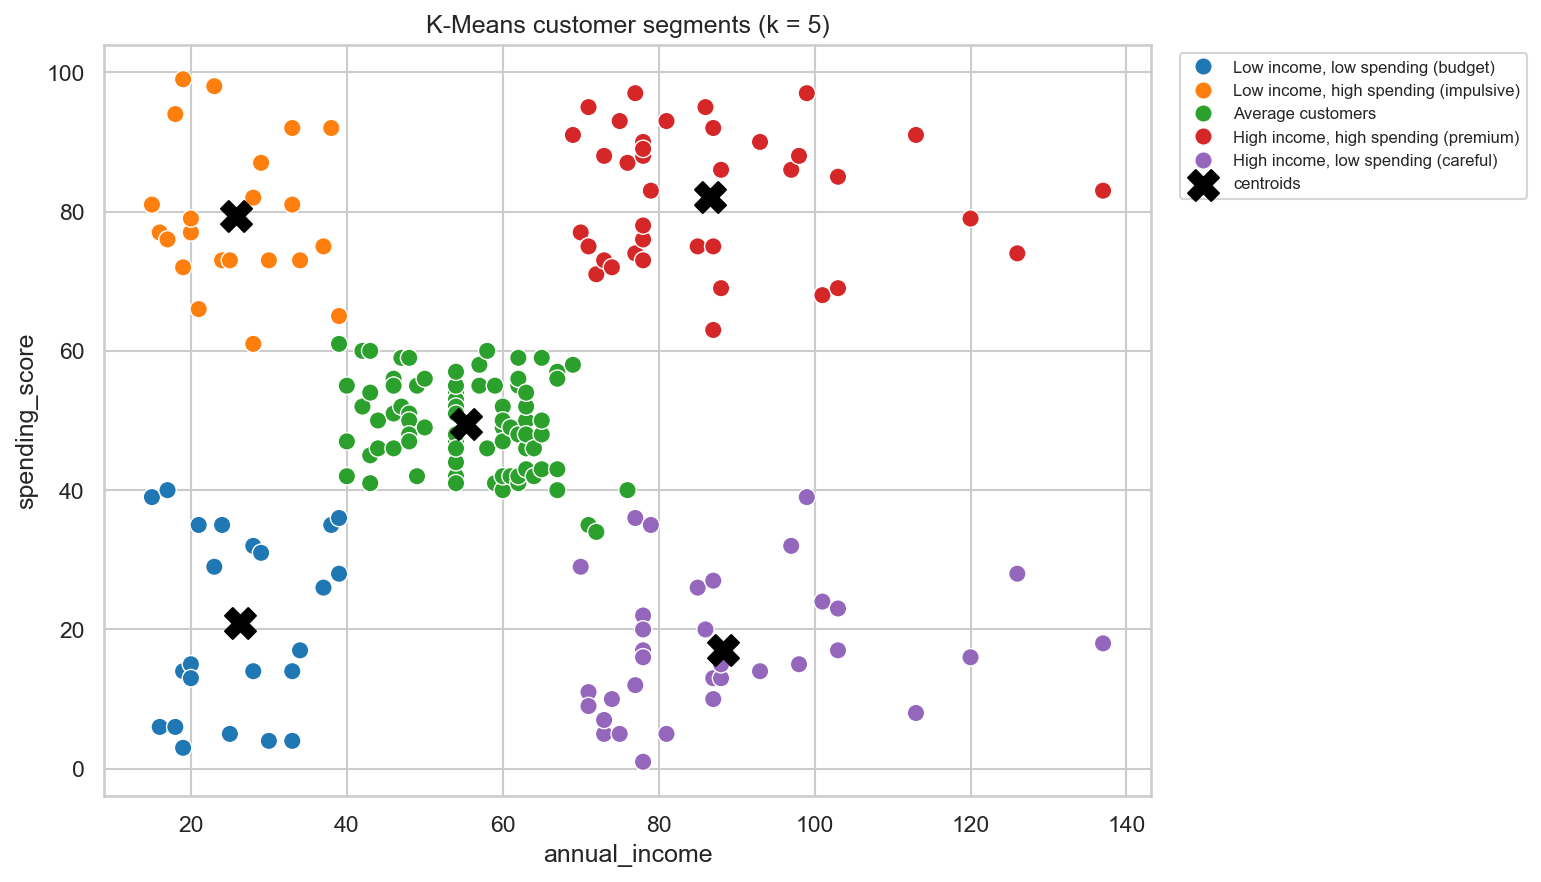 K-Means customer segments (k = 5)
100
80
60
40
20
0
spending_score
20 40 60 80 100 120 140
annual_income
Low income, low spending (budget)
Low income, high spending (impulsive)
Average customers
High income, high spending (premium)
High income, low spending (careful)
centroids